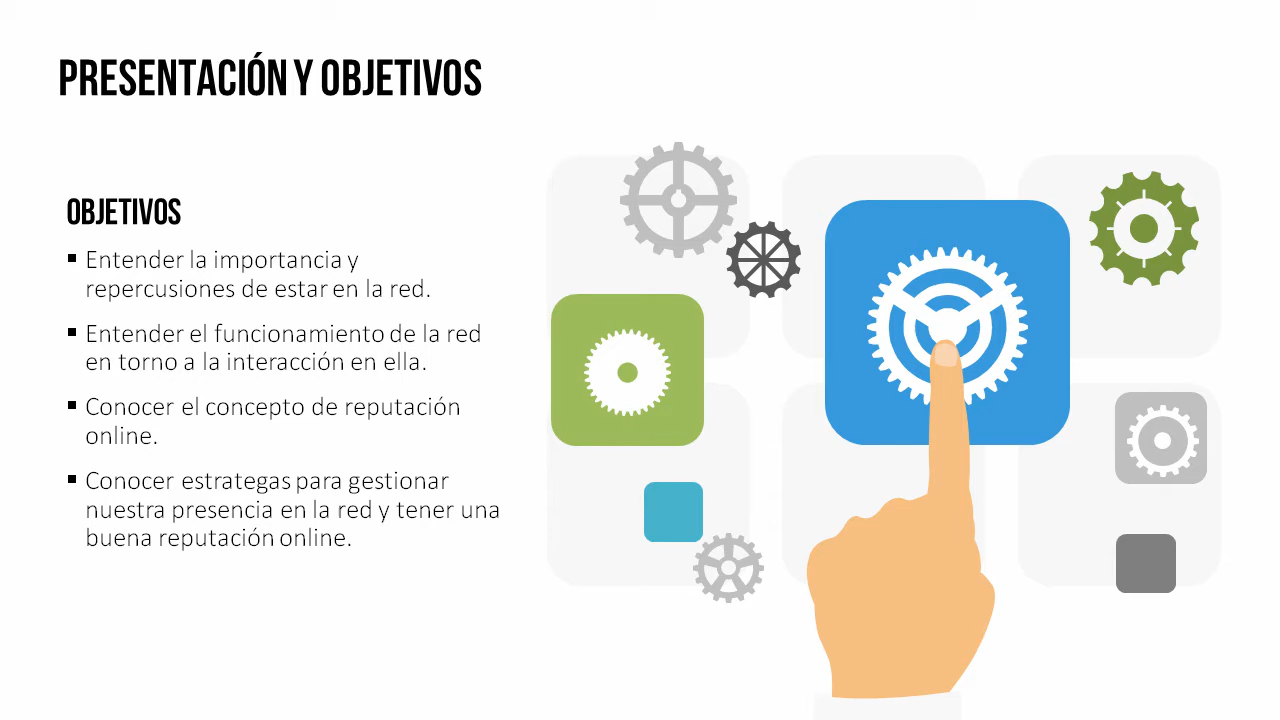 PRESENTACIÓN Y OBJETIVOS
OBJETIVOS
▪ Entender la importancia y
repercusiones de estar en la red.
▪ Entender el funcionamiento de la red
en torno a la interacción en ella.
▪ Conocer el concepto de reputación
online.
▪ Conocer estrategas para gestionar
nuestra presencia en la red y tener una
buena reputación online.